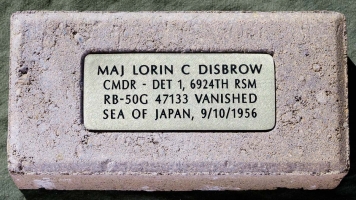 MAJ LORIN C DISBROW
CMDR - DET 1, 6924TH RSM
RB-50G 47133 VANISHED
SEA OF JAPAN, 9/10/1956